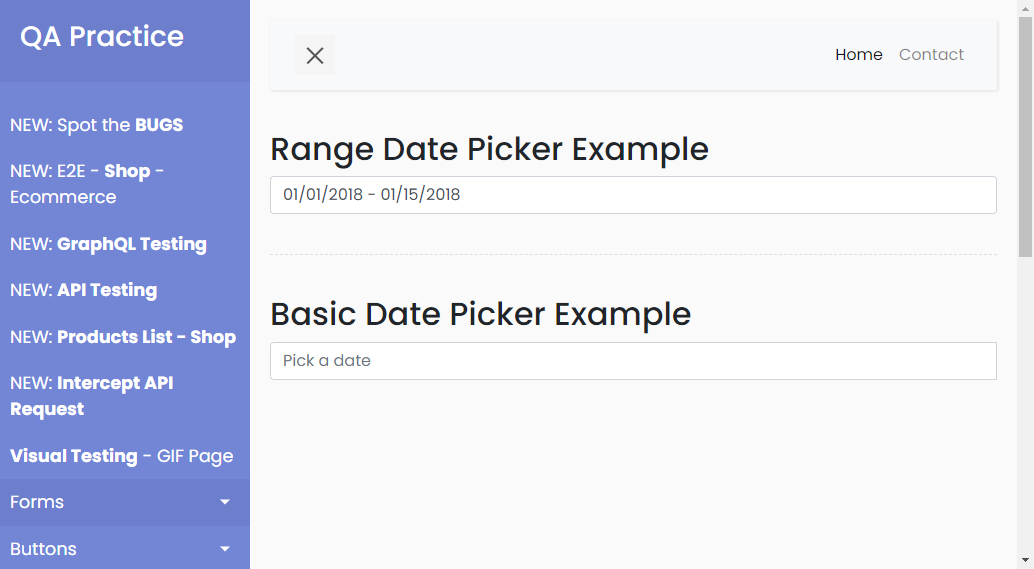 QA Practice
NEW: Spot the BUGS
NEW: E2E - Shop -
Ecommerce
NEW: GraphQL Testing
NEW: API Testing
NEW: Products List - Shop
NEW: Intercept API
Request
Visual Testing - GIF Page
Forms
Buttons
Home Contact
Range Date Picker Example
01/01/2018 - 01/15/2018
Basic Date Picker Example
Pick a date